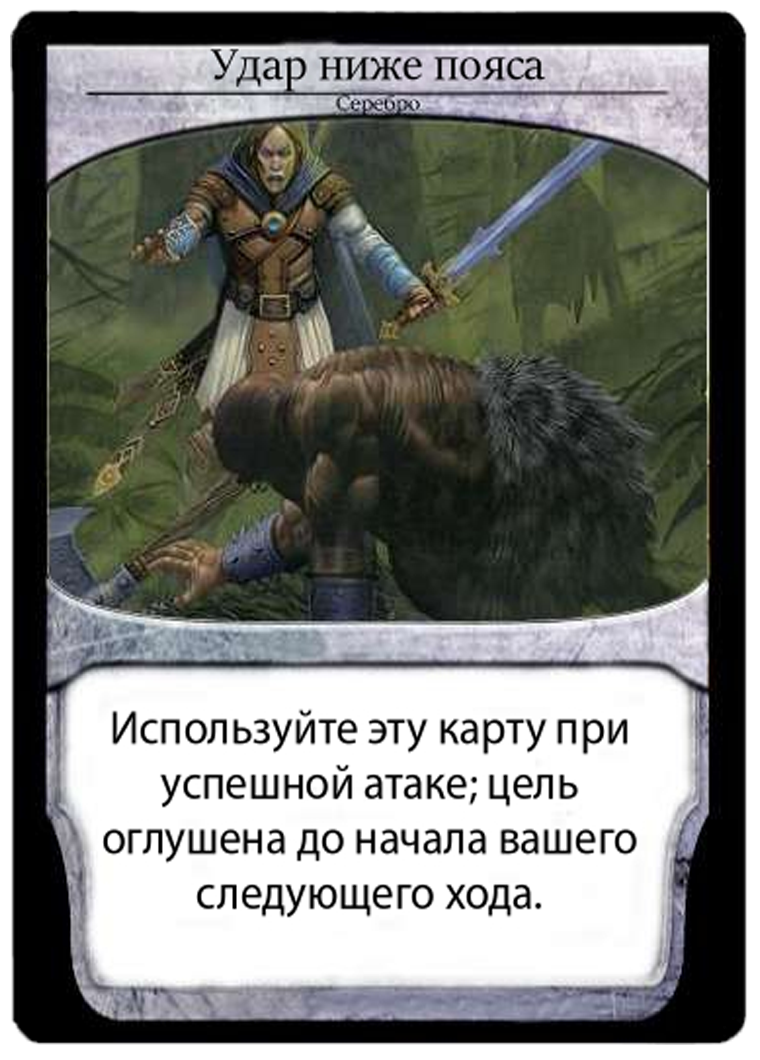 Удар ниже пояса
Серебро
Используйте эту карту при
успешной атаке; цель
оглушена до начала вашего
следующего хода.